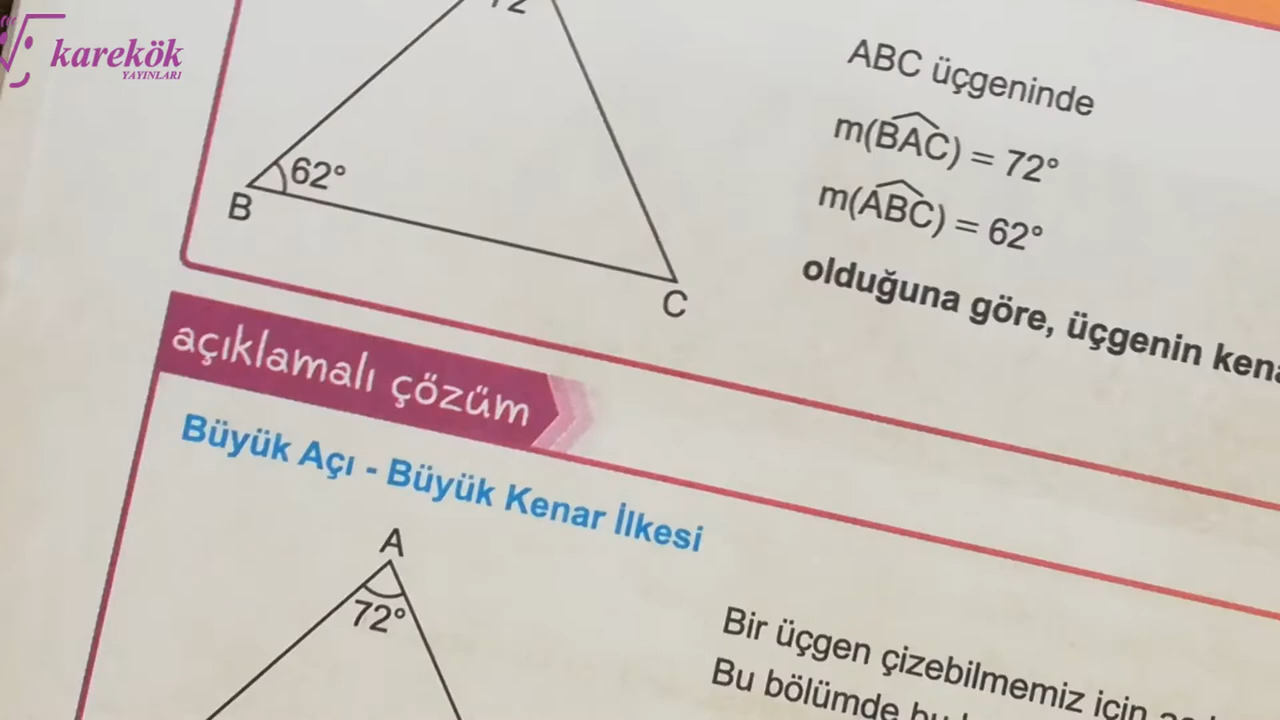 karekök
YAYINLARI
62°
B
C
ABC üçgeninde
m(BAC) = 72°
m(ABC) = 62°
olduğuna göre, üçgenin
açıklamalı çözüm
Büyük Açı - Büyük Kenar İlkesi
A
72°
Bir üçgen çizebilmemiz için
Bu bölümde